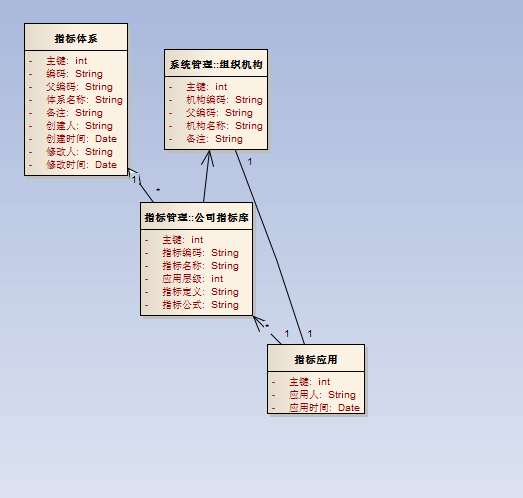 指标体系
- 主键: int
- 编码: String
- 父编码: String
- 体系名称: String
- 备注: String
- 创建人: String
- 创建时间: Date
- 修改人: String
- 修改时间: Date
系统管理::组织机构
- 主键: int
- 机构编码: String
- 父编码: String
- 机构名称: String
- 备注: String
1
1
*
指标管理::公司指标库
- 主键: int
- 指标编码: String
- 指标名称: String
- 应用层级: int
- 指标定义: String
- 指标公式: String
*
1
1
指标应用
- 主键: int
- 应用人: String
- 应用时间: Date